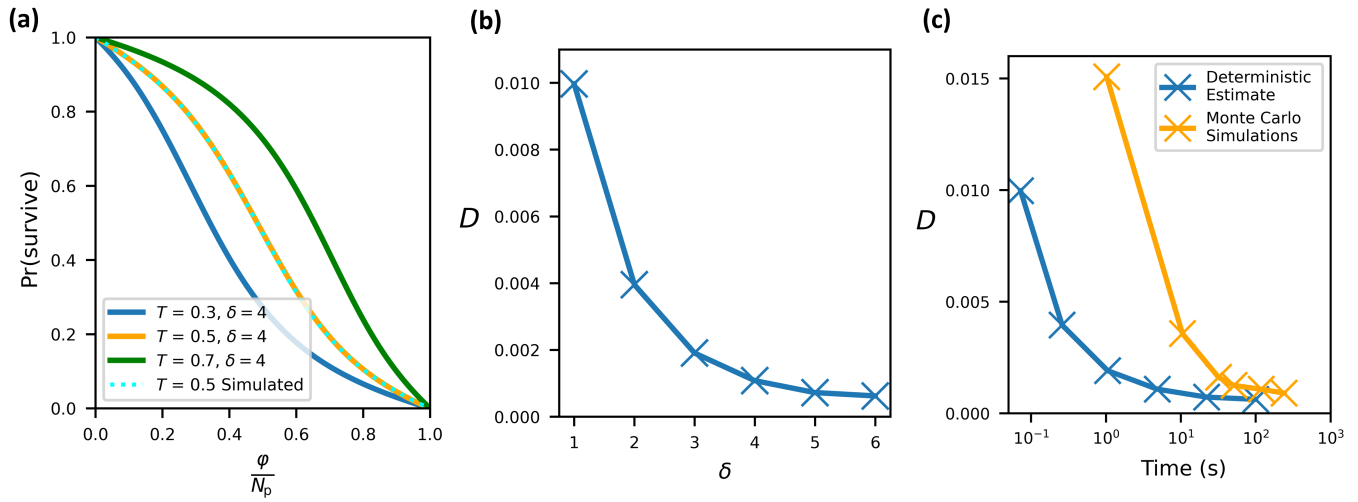 (a)
Pr(survive)
1.0
0.8
0.6
0.4
0.2
0.0
T = 0.3, δ = 4
T = 0.5, δ = 4
T = 0.7, δ = 4
T = 0.5 Simulated
0.0 0.2 0.4 0.6 0.8 1.0
φ
Np
(b)
D
0.010
0.008
0.006
0.004
0.002
0.000
1 2 3 4 5 6
δ
(c)
D
0.015
0.010
0.005
0.000
Deterministic
Estimate
Monte Carlo
Simulations
10⁻¹ 10⁰ 10¹ 10² 10³
Time (s)